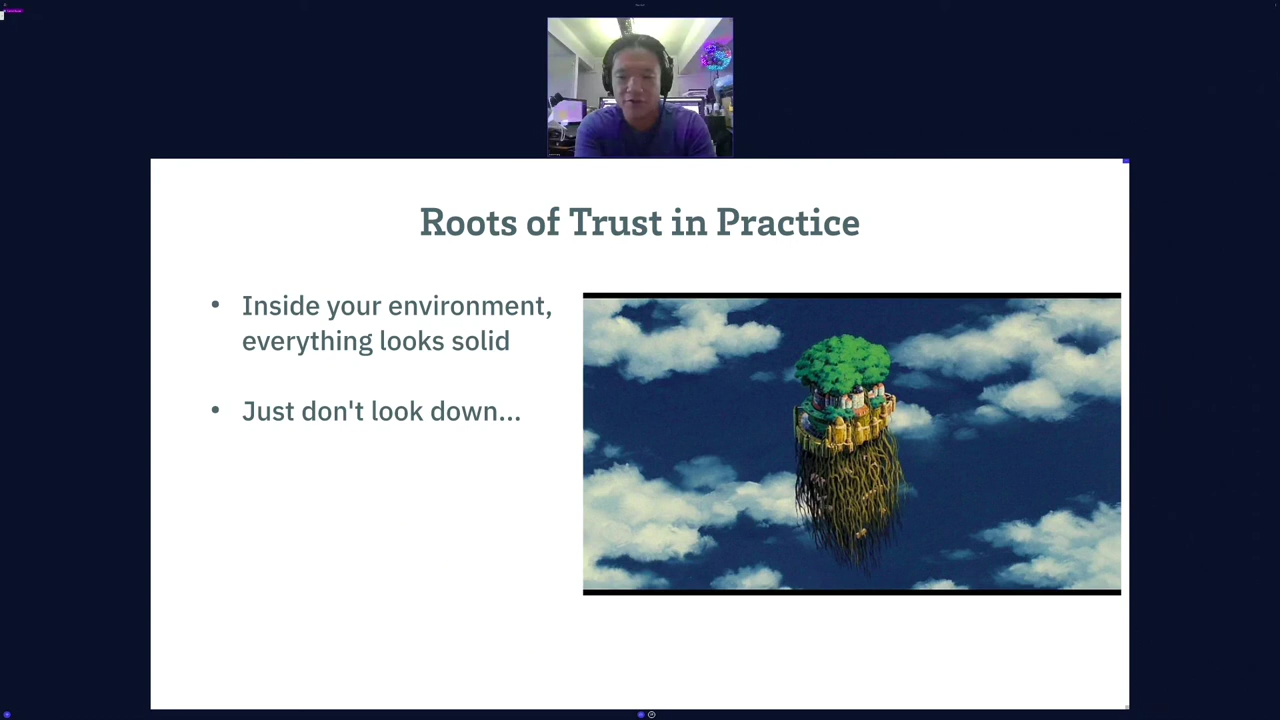 Roots of Trust in Practice
• Inside your environment,
everything looks solid
• Just don't look down...